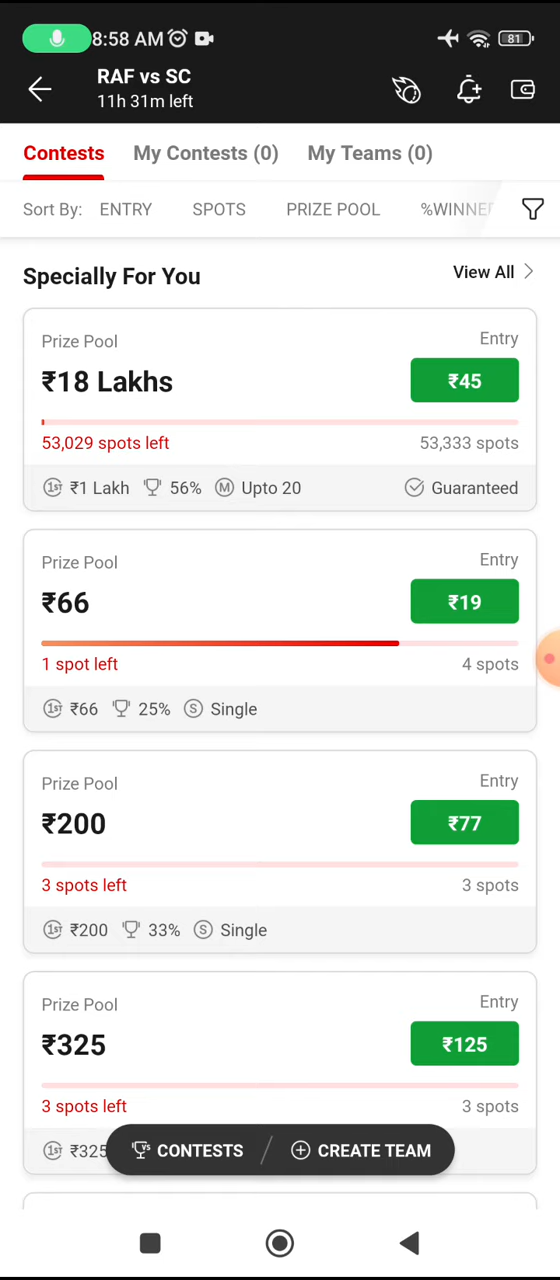 8:58 AM
81
RAF vs SC
11h 31m left
Contests My Contests (0) My Teams (0)
Sort By: ENTRY SPOTS PRIZE POOL
Specially For You View All
Prize Pool Entry
₹18 Lakhs ₹45
53,029 spots left 53,333 spots
1st ₹1 Lakh 56% M Upto 20 Guaranteed
Prize Pool Entry
₹66 ₹19
1 spot left 4 spots
1st ₹66 25% S Single
Prize Pool Entry
₹200 ₹77
3 spots left 3 spots
1st ₹200 33% S Single
Prize Pool Entry
₹325 ₹125
3 spots left 3 spots
1st ₹325
VS CONTESTS CREATE TEAM